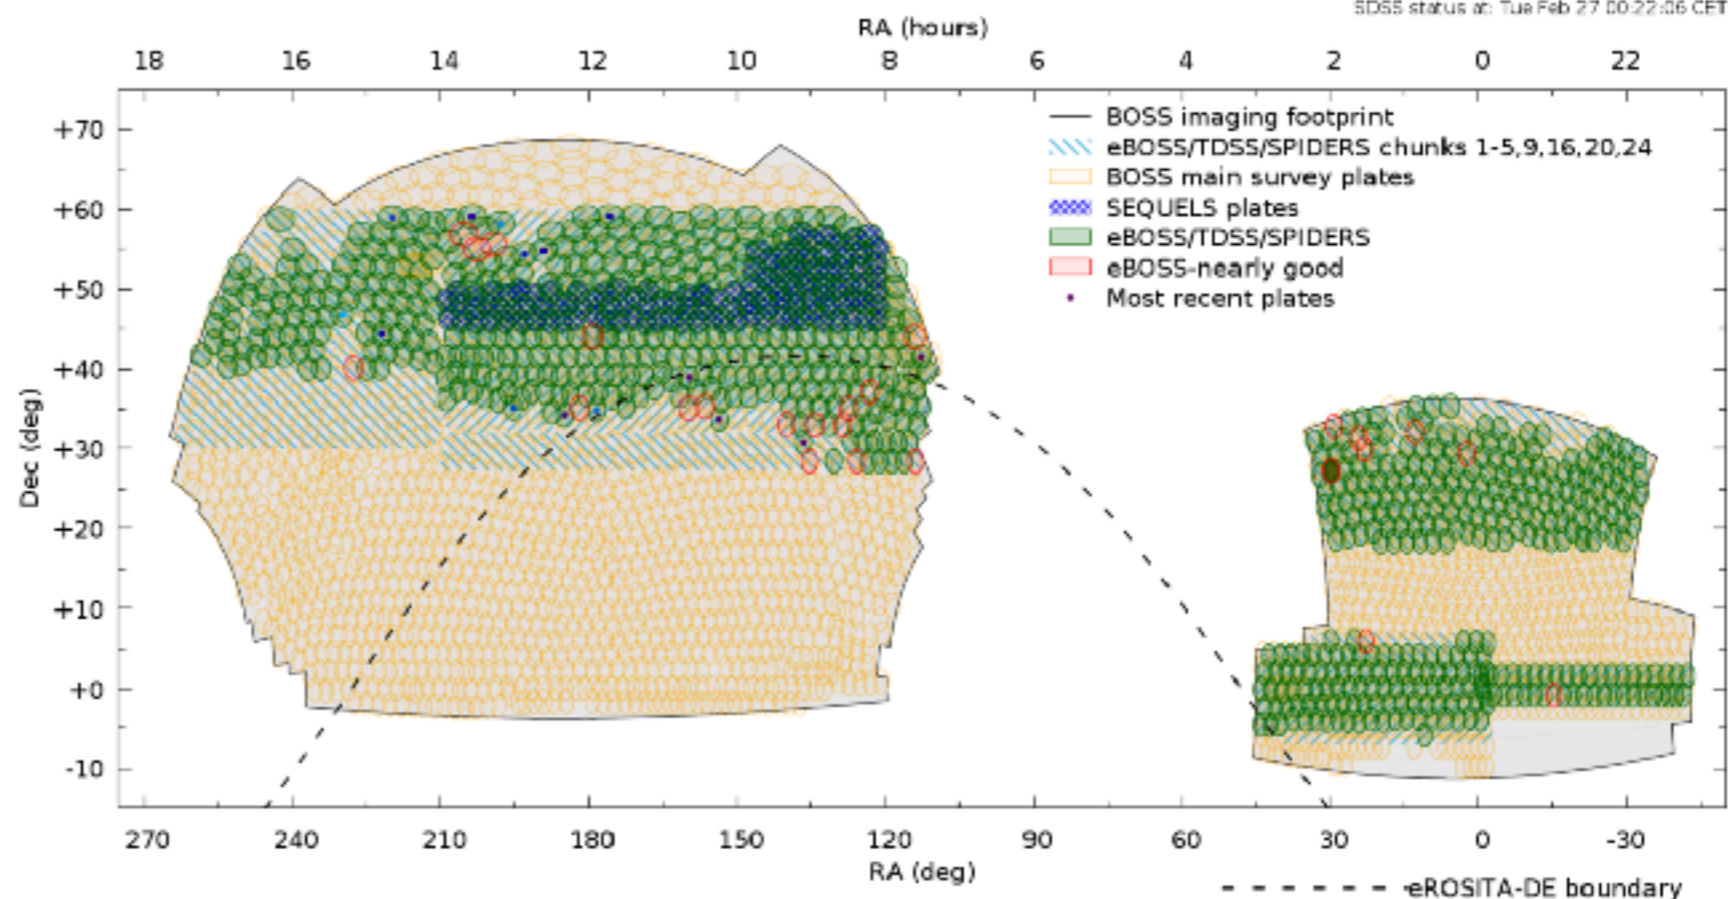 SDSS status at: Tue Feb 27 00:22:06 CET
RA (hours)
18 16 14 12 10 8 6 4 2 0 22
BOSS imaging footprint
eBOSS/TDSS/SPIDERS chunks 1-5,9,16,20,24
BOSS main survey plates
SEQUELS plates
eBOSS/TDSS/SPIDERS
eBOSS-nearly good
Most recent plates
Dec (deg)
+70
+60
+50
+40
+30
+20
+10
+0
-10
270 240 210 180 150 120 90 60 30 0 -30
RA (deg)
eROSITA-DE boundary